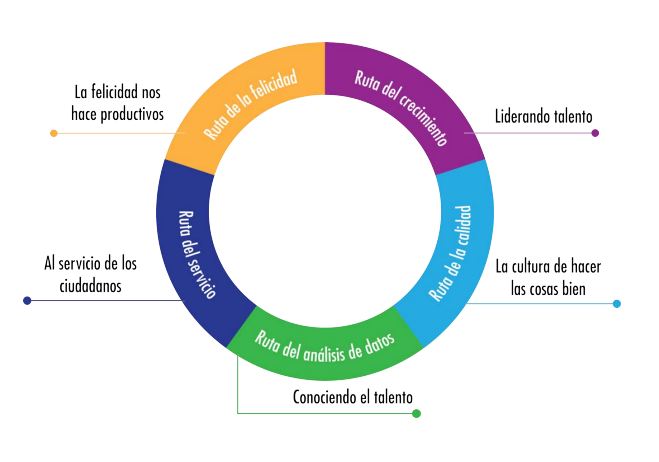 La felicidad nos
hace productivos
Ruta de la felicidad
Ruta del crecimiento
Liderando talento
Al servicio de los
ciudadanos
Ruta del servicio
Ruta de la calidad
La cultura de hacer
las cosas bien
Ruta del análisis de datos
Conociendo el talento